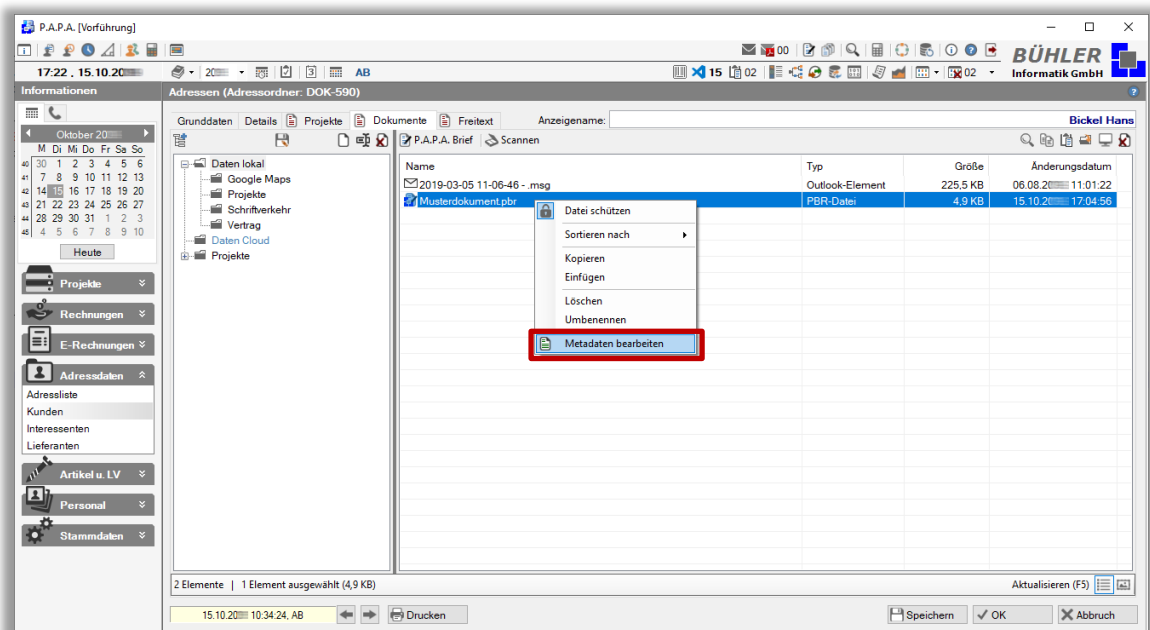 P.A.P.A. [Vorführung]
00
BÜHLER
Informatik GmbH
17:22 , 15.10.20
20
3
AB
15
02
02
Informationen
Adressen (Adressordner: DOK-590)
Grunddaten Details Projekte Dokumente Freitext Anzeigename: Bickel Hans
Oktober 20
M Di Mi Do Fr Sa So
40 30 1 2 3 4 5 6
41 7 8 9 10 11 12 13
42 14 15 16 17 18 19 20
43 21 22 23 24 25 26 27
44 28 29 30 31 1 2 3
45 4 5 6 7 8 9 10
Heute
Projekte
Rechnungen
E-Rechnungen
Adressdaten
Adressliste
Kunden
Interessenten
Lieferanten
Artikel u. LV
Personal
Stammdaten
Daten lokal
Google Maps
Projekte
Schriftverkehr
Vertrag
Daten Cloud
Projekte
P.A.P.A. Brief Scannen
Name Typ Größe Änderungsdatum
2019-03-05 11-06-46 - .msg Outlook-Element 225,5 KB 06.08.20 11:01:22
Musterdokument.pbr PBR-Datei 4,9 KB 15.10.20 17:04:56
Datei schützen
Sortieren nach
Kopieren
Einfügen
Löschen
Umbenennen
Metadaten bearbeiten
2 Elemente | 1 Element ausgewählt (4,9 KB) Aktualisieren (F5)
15.10.20 10:34:24, AB Drucken Speichern OK Abbruch